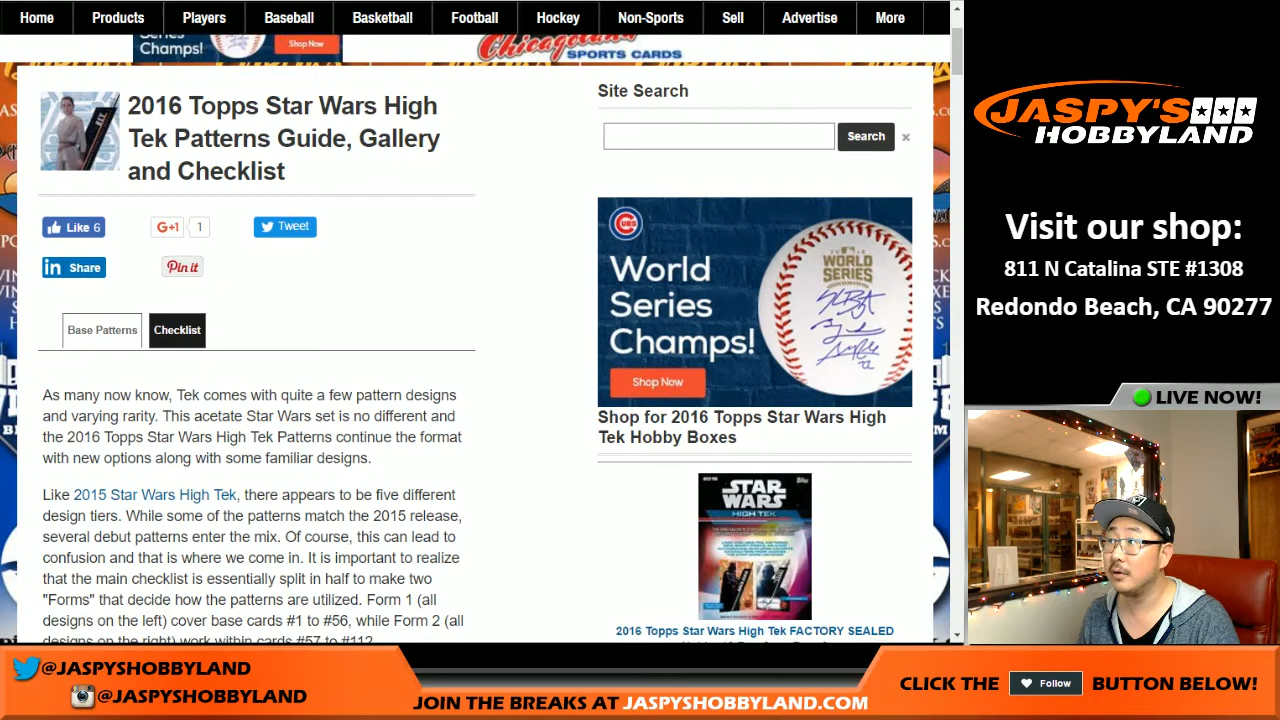 Home
Products
Players
Baseball
Basketball
Football
Hockey
Non-Sports
Sell
Advertise
More
Series
Champs!
Shop Now
Chicagoland
SPORTS CARDS
2016 Topps Star Wars High
Tek Patterns Guide, Gallery
and Checklist
Like 6
G+1
1
Tweet
Share
Pin it
Base Patterns
Checklist
As many now know, Tek comes with quite a few pattern designs
and varying rarity. This acetate Star Wars set is no different and
the 2016 Topps Star Wars High Tek Patterns continue the format
with new options along with some familiar designs.
Like 2015 Star Wars High Tek, there appears to be five different
design tiers. While some of the patterns match the 2015 release,
several debut patterns enter the mix. Of course, this can lead to
confusion and that is where we come in. It is important to realize
that the main checklist is essentially split in half to make two
"Forms" that decide how the patterns are utilized. Form 1 (all
designs on the left) cover base cards #1 to #56, while Form 2 (all
designs on the right) work within cards #57 to #112.
Site Search
Search
CUBS
World
Series
Champs!
Shop Now
WORLD
SERIES
Shop for 2016 Topps Star Wars High
Tek Hobby Boxes
STAR
WARS
HIGH TEK
2016 Topps Star Wars High Tek FACTORY SEALED
JASPY'S
HOBBYLAND
Visit our shop:
811 N Catalina STE #1308
Redondo Beach, CA 90277
LIVE NOW!
@JASPYSHOBBYLAND
@JASPYSHOBBYLAND
JOIN THE BREAKS AT JASPYSHOBBYLAND.COM
CLICK THE
Follow
BUTTON BELOW!